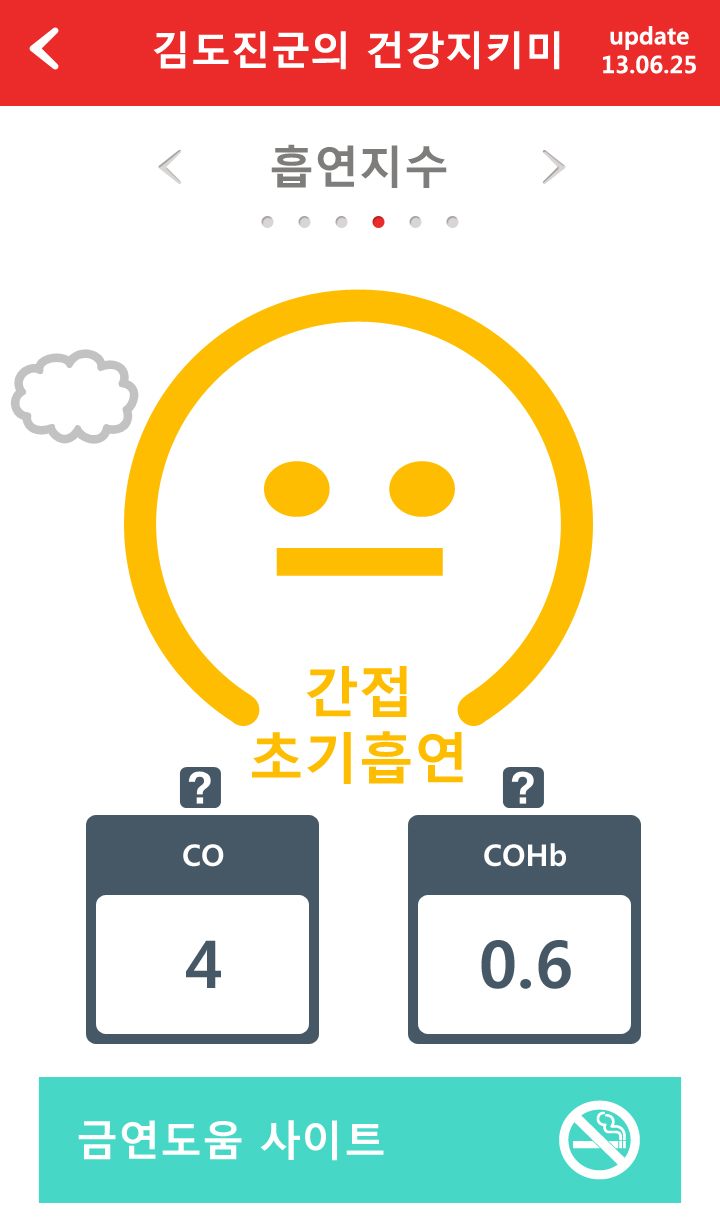 김도진군의 건강지키미
update
13.06.25
흡연지수
간접
초기흡연
?
?
CO
COHb
4
0.6
금연도움 사이트